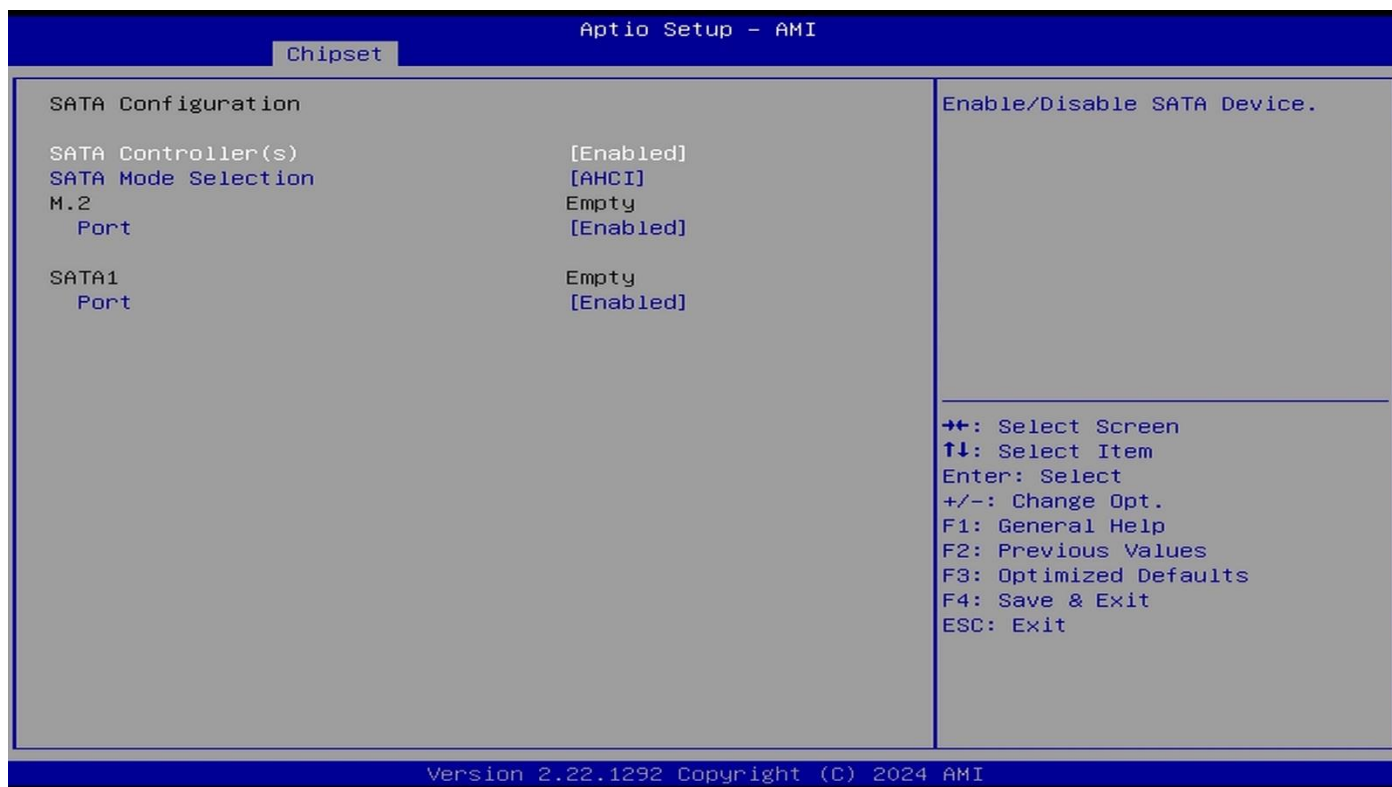 Aptio Setup – AMI
Chipset
SATA Configuration
SATA Controller(s) [Enabled]
SATA Mode Selection [AHCI]
M.2 Empty
Port [Enabled]
SATA1 Empty
Port [Enabled]
Enable/Disable SATA Device.
→←: Select Screen
↑↓: Select Item
Enter: Select
+/-: Change Opt.
F1: General Help
F2: Previous Values
F3: Optimized Defaults
F4: Save & Exit
ESC: Exit
Version 2.22.1292 Copyright (C) 2024 AMI